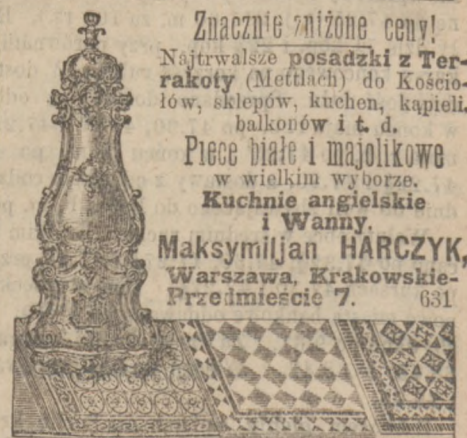 Znacznie zniżone ceny!
Najtrwalsze posadzki z Ter-
rakoty (Mettlach) do Kościo-
łów, sklepów, kuchen, kąpieli,
balkonów i t. d.
Piece białe i majolikowe
w wielkim wyborze.
Kuchnie angielskie
i Wanny.
Maksymiljan HARCZYK,
Warszawa, Krakowskie-
Przedmieście 7. 631